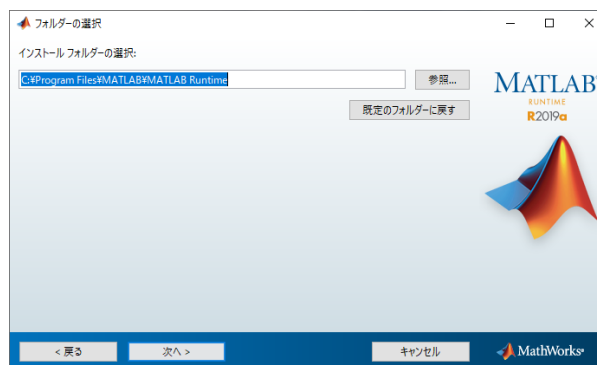 フォルダーの選択
インストール フォルダーの選択:
C:¥Program Files¥MATLAB¥MATLAB Runtime
参照...
既定のフォルダーに戻す
MATLAB®
RUNTIME
R2019a
< 戻る
次へ >
キャンセル
MathWorks®